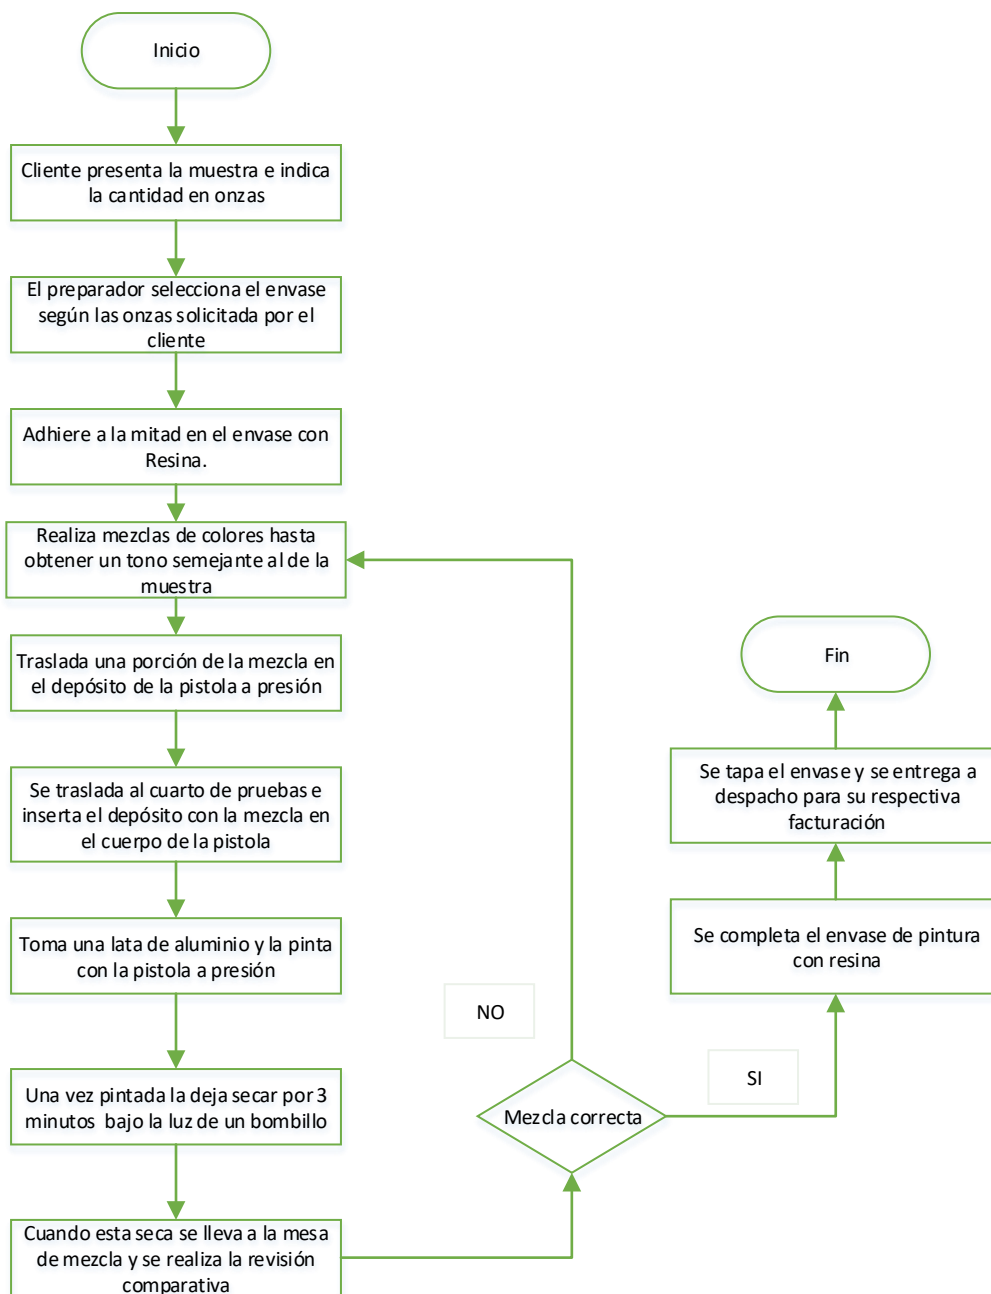 Inicio
Cliente presenta la muestra e indica
la cantidad en onzas
El preparador selecciona el envase
según las onzas solicitada por el
cliente
Adhiere a la mitad en el envase con
Resina.
Realiza mezclas de colores hasta
obtener un tono semejante al de la
muestra
Traslada una porción de la mezcla en
el depósito de la pistola a presión
Se traslada al cuarto de pruebas e
inserta el depósito con la mezcla en
el cuerpo de la pistola
Toma una lata de aluminio y la pinta
con la pistola a presión
Una vez pintada la deja secar por 3
minutos bajo la luz de un bombillo
Cuando esta seca se lleva a la mesa
de mezcla y se realiza la revisión
comparativa
Mezcla correcta
NO
SI
Se completa el envase de pintura
con resina
Se tapa el envase y se entrega a
despacho para su respectiva
facturación
Fin